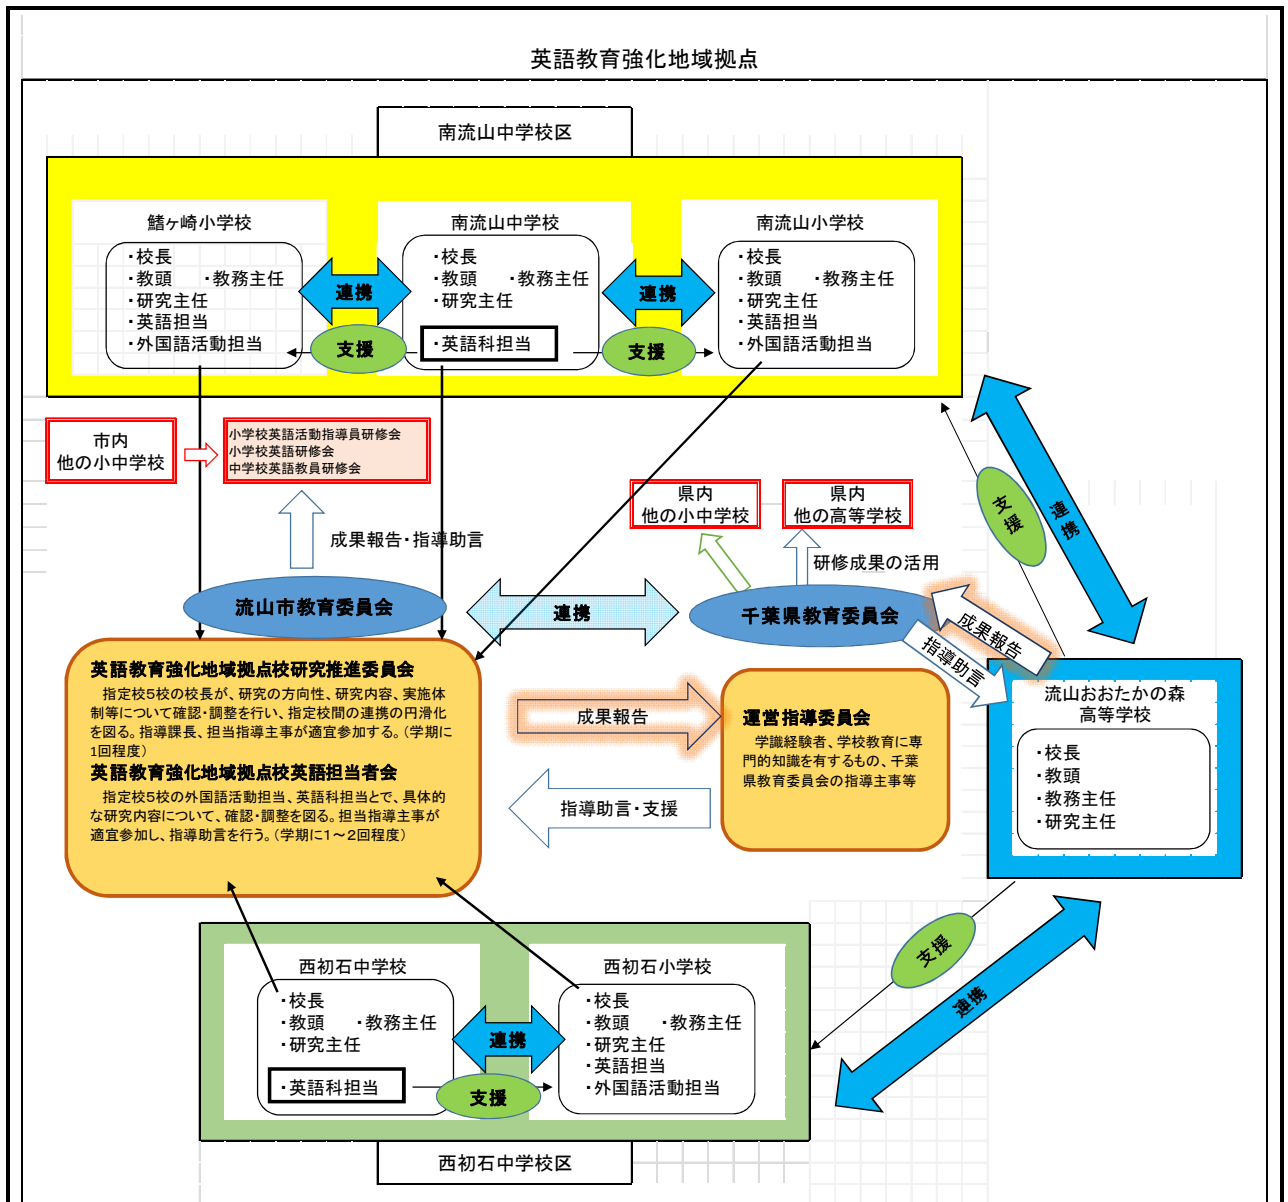 英語教育強化地域拠点
南流山中学校区
鰭ヶ崎小学校
・校長
・教頭　・教務主任
・研究主任
・英語担当
・外国語活動担当
連携
支援
南流山中学校
・校長
・教頭　・教務主任
・研究主任
・英語科担当
連携
支援
南流山小学校
・校長
・教頭　・教務主任
・研究主任
・英語担当
・外国語活動担当
市内
他の小中学校
小学校英語活動指導員研修会
小学校英語研修会
中学校英語教員研修会
成果報告・指導助言
県内
他の小中学校
県内
他の高等学校
研修成果の活用
支援
連携
流山市教育委員会
連携
千葉県教育委員会
成果報告
指導助言
英語教育強化地域拠点校研究推進委員会
指定校5校の校長が、研究の方向性、研究内容、実施体
制等について確認・調整を行い、指定校間の連携の円滑化
を図る。指導課長、担当指導主事が適宜参加する。（学期に
1回程度）
英語教育強化地域拠点校英語担当者会
指定校5校の外国語活動担当、英語科担当とで、具体的
な研究内容について、確認・調整を図る。担当指導主事が
適宜参加し、指導助言を行う。（学期に１～２回程度）
成果報告
指導助言・支援
運営指導委員会
学識経験者、学校教育に専
門的知識を有するもの、千葉
県教育委員会の指導主事等
流山おおたかの森
高等学校
・校長
・教頭
・教務主任
・研究主任
支援
連携
西初石中学校
・校長
・教頭　・教務主任
・研究主任
・英語科担当
連携
支援
西初石小学校
・校長
・教頭　・教務主任
・研究主任
・英語担当
・外国語活動担当
西初石中学校区